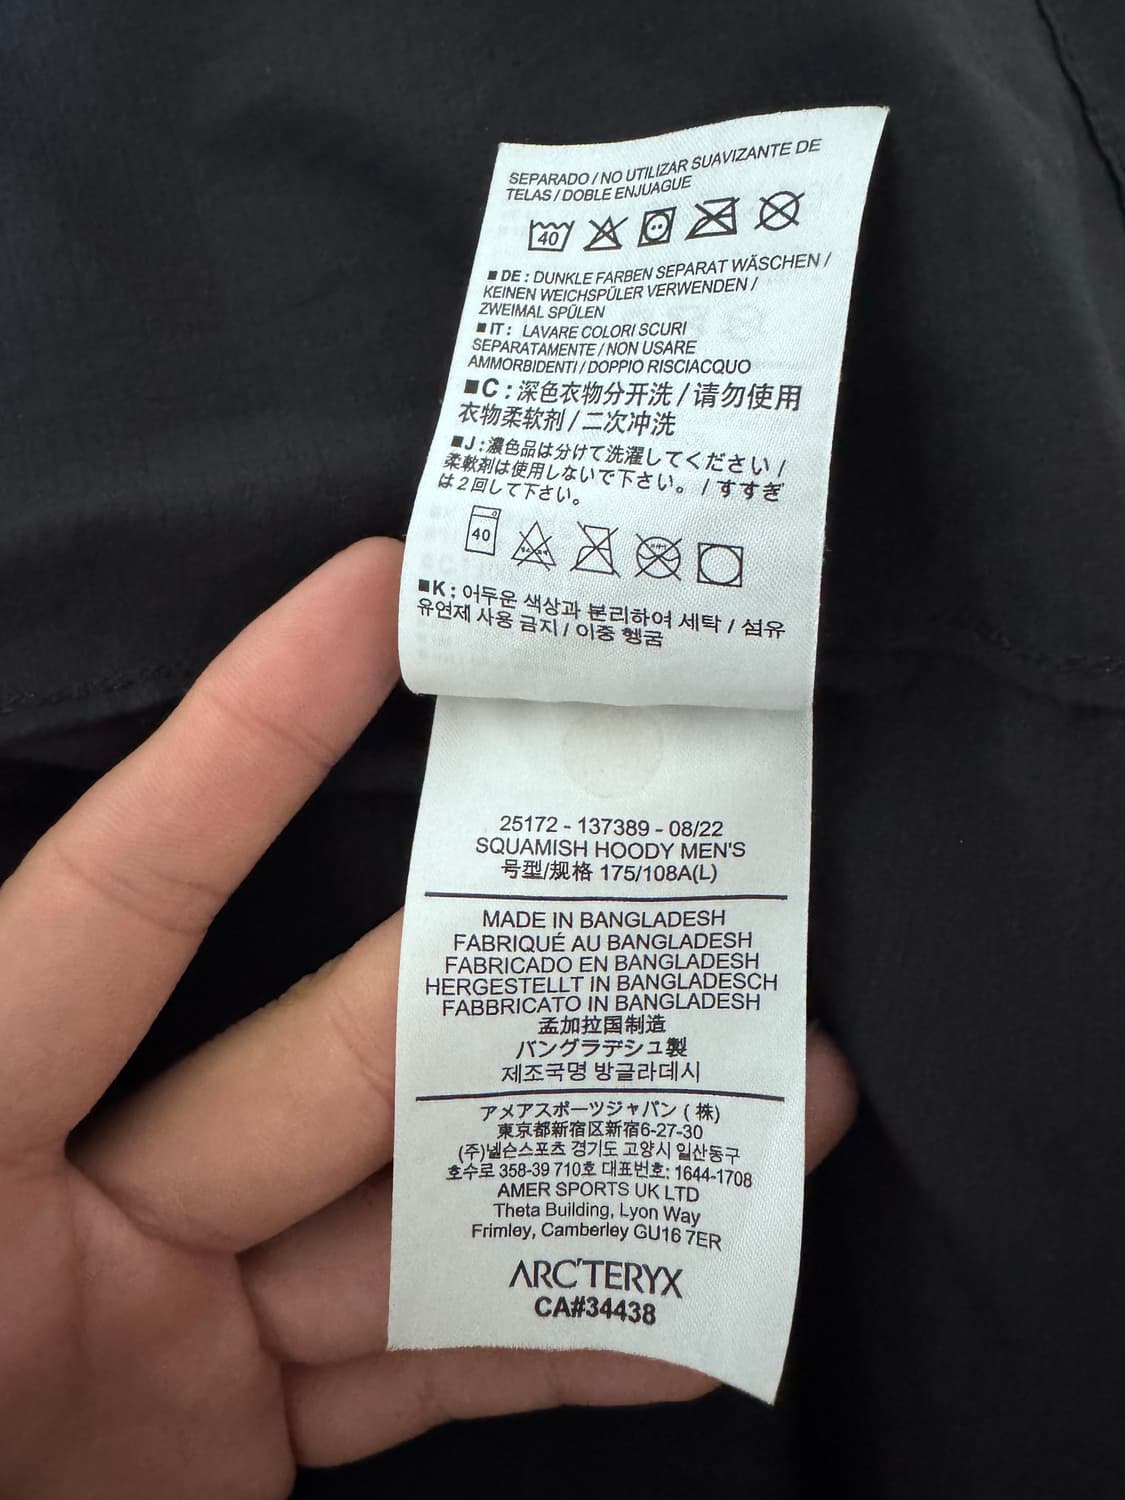 SEPARADO / NO UTILIZAR SUAVIZANTE DE
TELAS / DOBLE ENJUAGUE
40
■ DE : DUNKLE FARBEN SEPARAT WÄSCHEN /
KEINEN WEICHSPÜLER VERWENDEN /
ZWEIMAL SPÜLEN
■ IT : LAVARE COLORI SCURI
SEPARATAMENTE / NON USARE
AMMORBIDENTI / DOPPIO RISCIACQUO
■C : 深色衣物分开洗 / 请勿使用
衣物柔软剂 / 二次冲洗
■J : 濃色品は分けて洗濯してください /
柔軟剤は使用しないで下さい。 / すすぎ
は2回して下さい。
40
■K : 어두운 색상과 분리하여 세탁 / 섬유
유연제 사용 금지 / 이중 헹굼
25172 - 137389 - 08/22
SQUAMISH HOODY MEN'S
号型/规格 175/108A(L)
MADE IN BANGLADESH
FABRIQUÉ AU BANGLADESH
FABRICADO EN BANGLADESH
HERGESTELLT IN BANGLADESCH
FABBRICATO IN BANGLADESH
孟加拉国制造
バングラデシュ製
제조국명 방글라데시
アメアスポーツジャパン ( 株)
東京都新宿区新宿6-27-30
(주)넬슨스포츠 경기도 고양시 일산동구
호수로 358-39 710호 대표번호: 1644-1708
AMER SPORTS UK LTD
Theta Building, Lyon Way
Frimley, Camberley GU16 7ER
ARC'TERYX
CA#34438